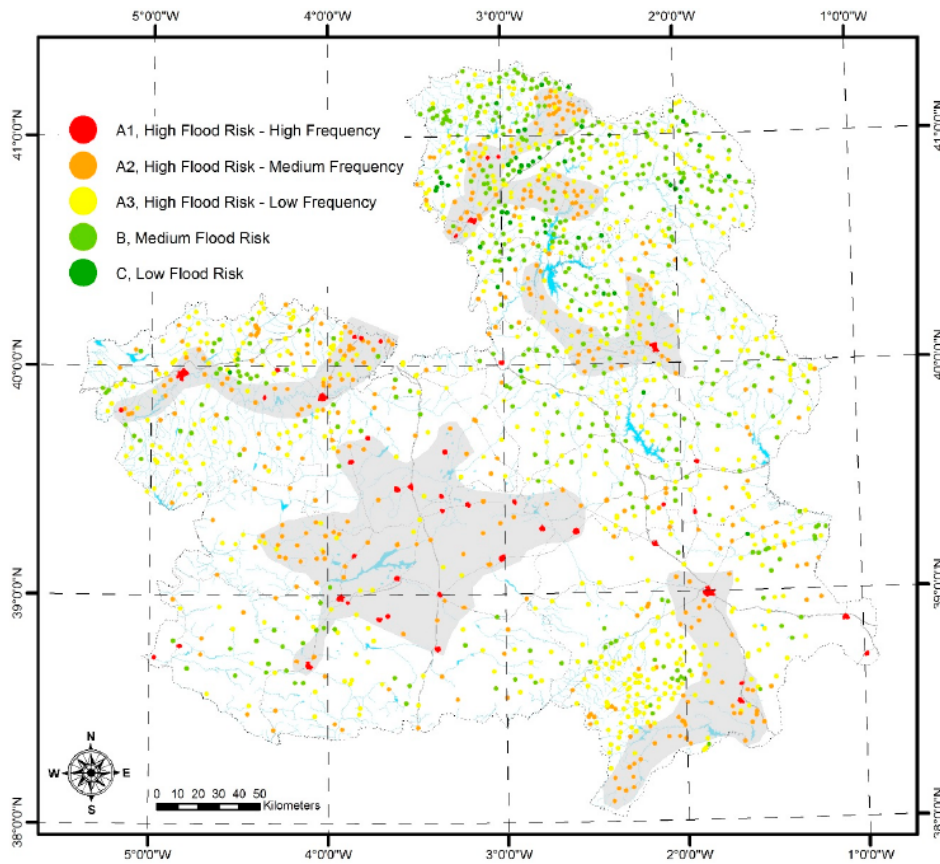 5°0'0"W 4°0'0"W 3°0'0"W 2°0'0"W 1°0'0"W
41°0'0"N
41°0'0"N
A1, High Flood Risk - High Frequency
A2, High Flood Risk - Medium Frequency
A3, High Flood Risk - Low Frequency
B, Medium Flood Risk
C, Low Flood Risk
40°0'0"N
40°0'0"N
39°0'0"N
39°0'0"N
N
W E
S
0 10 20 30 40 50
Kilometers
38°0'0"N
38°0'0"N
5°0'0"W 4°0'0"W 3°0'0"W 2°0'0"W 1°0'0"W